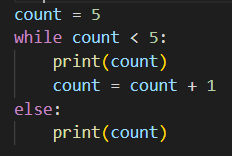 count = 5
while count < 5:
    print(count)
    count = count + 1
else:
    print(count)